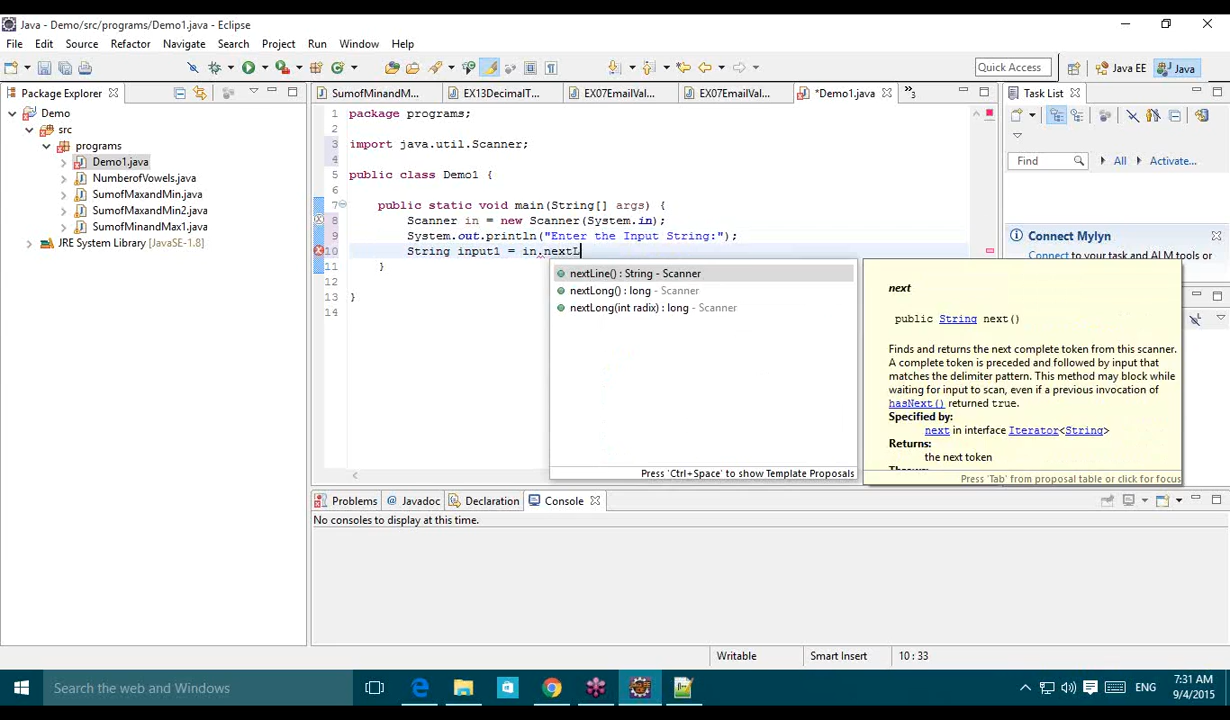 Java - Demo/src/programs/Demo1.java - Eclipse
File Edit Source Refactor Navigate Search Project Run Window Help
Quick Access Java EE Java
Package Explorer
SumofMinandM... EX13DecimalT... EX07EmailVal... EX07EmailVal... *Demo1.java »3
Task List
Demo
src
programs
Demo1.java
NumberofVowels.java
SumofMaxandMin.java
SumofMaxandMin2.java
SumofMinandMax1.java
JRE System Library [JavaSE-1.8]
1 package programs;
2
3 import java.util.Scanner;
4
5 public class Demo1 {
6
7 public static void main(String[] args) {
8 Scanner in = new Scanner(System.in);
9 System.out.println("Enter the Input String:");
10 String input1 = in.nextL
11 }
12
13 }
14
nextLine() : String - Scanner
nextLong() : long - Scanner
nextLong(int radix) : long - Scanner
Press 'Ctrl+Space' to show Template Proposals
Find All Activate...
Connect Mylyn
Connect to your task and ALM tools or
next
public String next()
Finds and returns the next complete token from this scanner.
A complete token is preceded and followed by input that
matches the delimiter pattern. This method may block while
waiting for input to scan, even if a previous invocation of
hasNext() returned true.
Specified by:
next in interface Iterator<String>
Returns:
the next token
Press 'Tab' from proposal table or click for focus
Problems Javadoc Declaration Console
No consoles to display at this time.
Writable Smart Insert 10 : 33
Search the Web and Windows
ENG
7:31 AM
9/4/2015